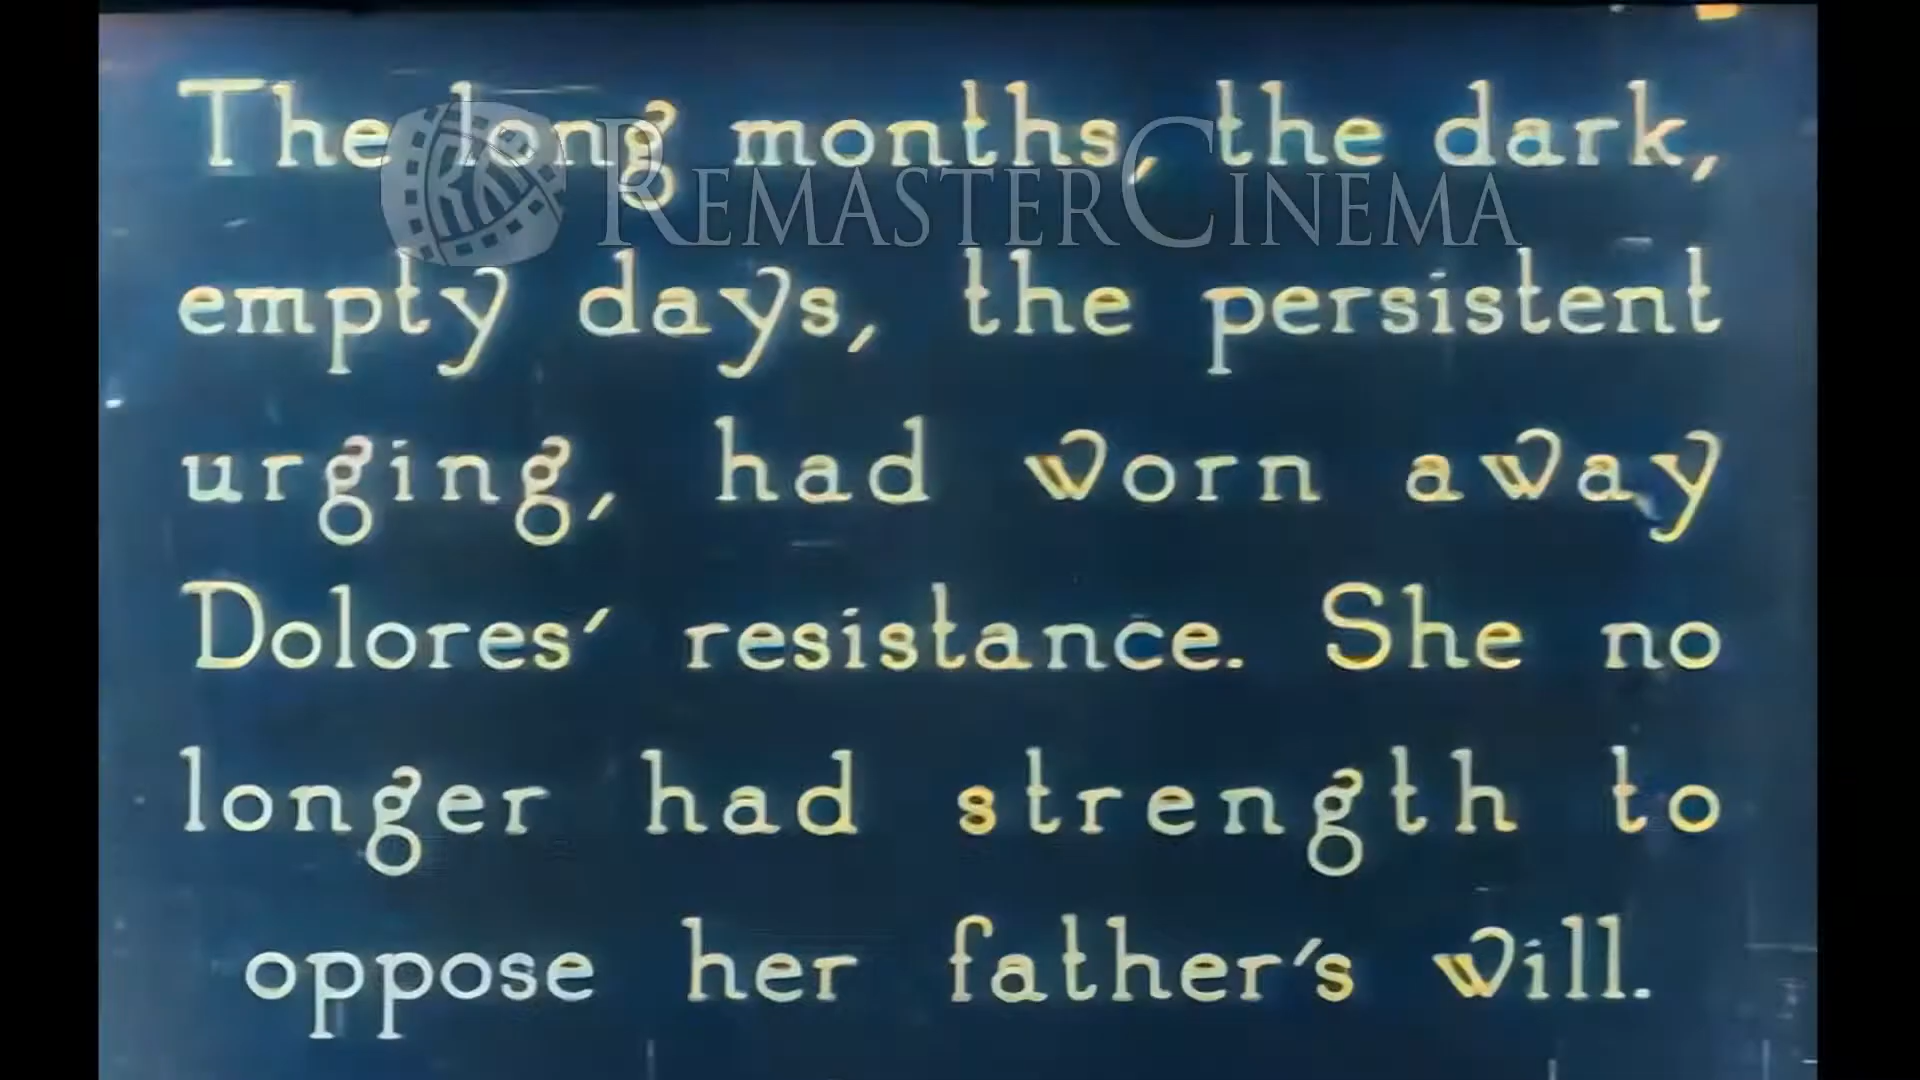 The long months, the dark,
REMASTERCINEMA
empty days, the persistent
urging, had worn away
Dolores' resistance. She no
longer had strength to
oppose her father's will.